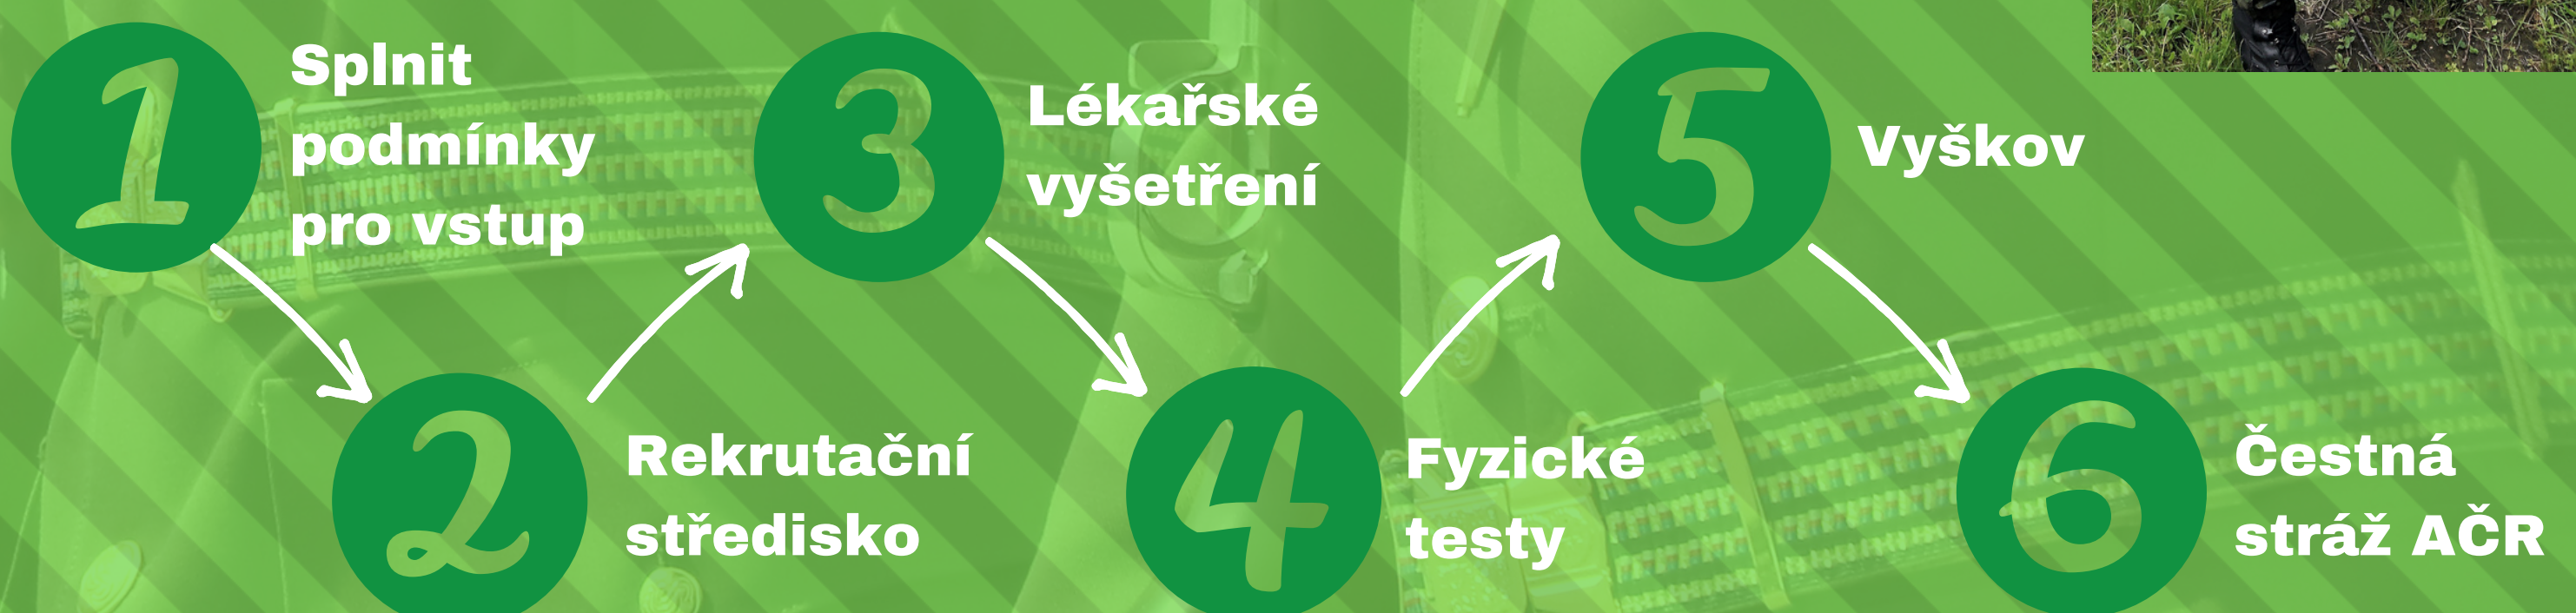 1
Splnit
podmínky
pro vstup
2
Rekrutační
středisko
3
Lékařské
vyšetření
4
Fyzické
testy
5
Vyškov
6
Čestná
stráž AČR